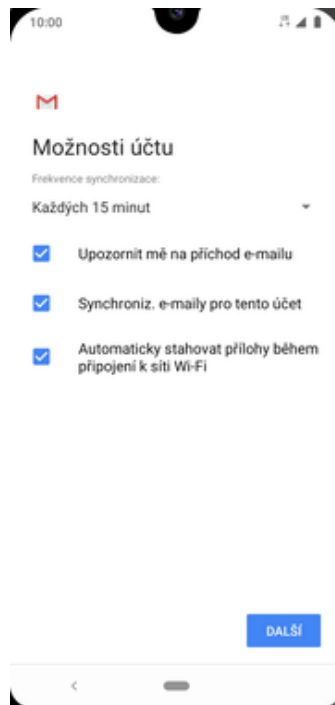 10:00
Možnosti účtu
Frekvence synchronizace:
Každých 15 minut
Upozornit mě na příchod e-mailu
Synchroniz. e-maily pro tento účet
Automaticky stahovat přílohy během
připojení k síti Wi-Fi
DALŠÍ